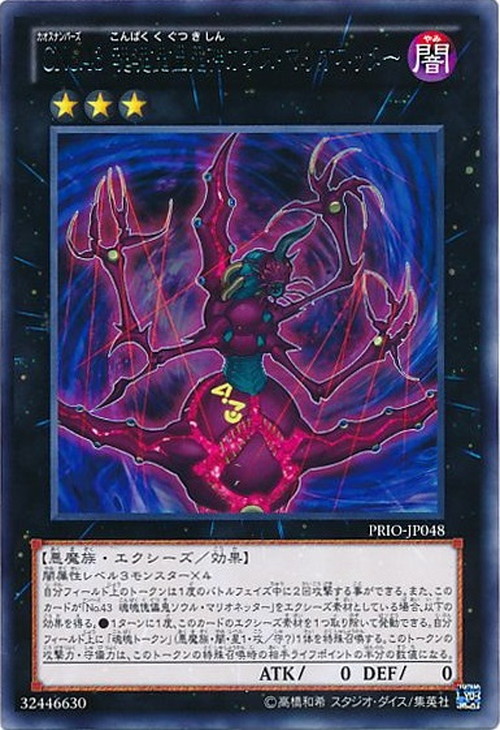 カオスナンバーズ こんぱくくぐつきしん
闇
やみ
43
PRIO-JP048
【悪魔族・エクシーズ/効果】
闇属性レベル3モンスター×4
自分フィールド上のトークンは1度のバトルフェイズ中に2回攻撃する事ができる。また、この
カードが「No.43 魂魄傀儡鬼ソウル・マリオネッター」をエクシーズ素材としている場合、以下の
効果を得る。●1ターンに1度、このカードのエクシーズ素材を1つ取り除いて発動できる。自
分フィールド上に「魂魄トークン」(悪魔族・闇・星1・攻/守?)1体を特殊召喚する。このトークンの
攻撃力・守備力は、このトークンの特殊召喚時の相手ライフポイントの半分の数値になる。
ATK/ 0 DEF/ 0
32446630
©高橋和希 スタジオ・ダイス/集英社